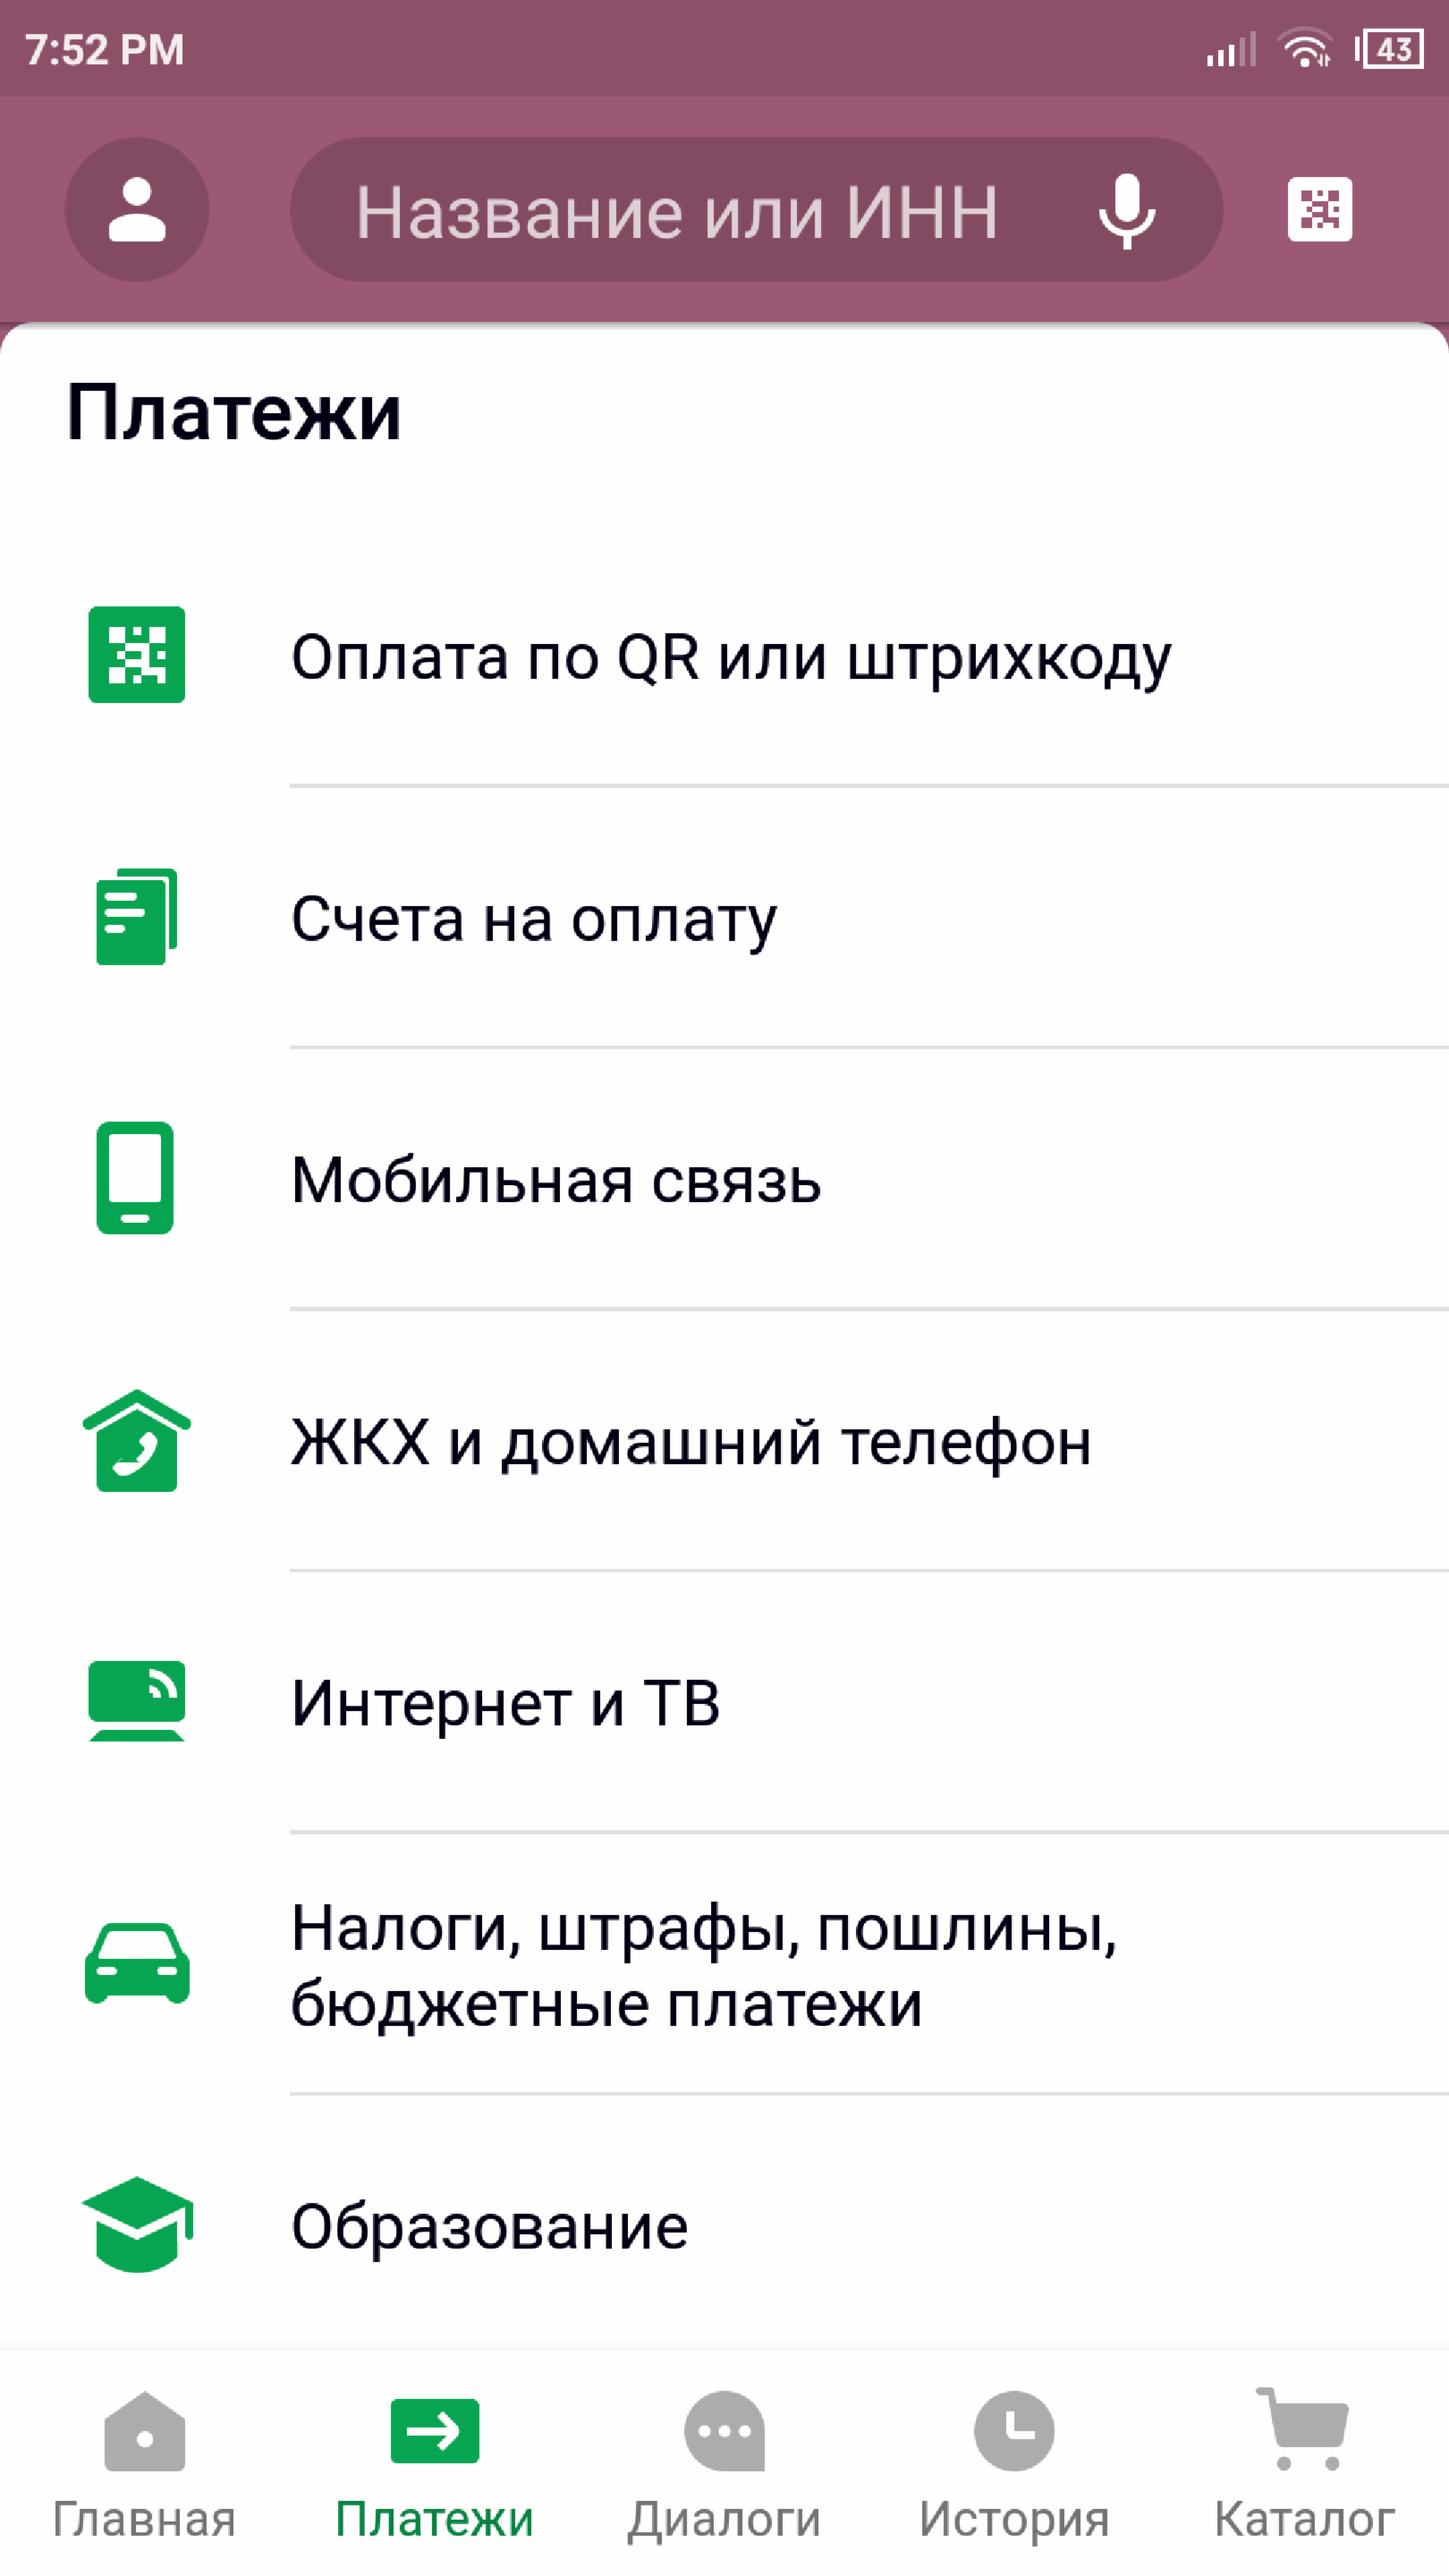 7:52 PM
43
Название или ИНН
Платежи
Оплата по QR или штрихкоду
Счета на оплату
Мобильная связь
ЖКХ и домашний телефон
Интернет и ТВ
Налоги, штрафы, пошлины,
бюджетные платежи
Образование
Главная
Платежи
Диалоги
История
Каталог